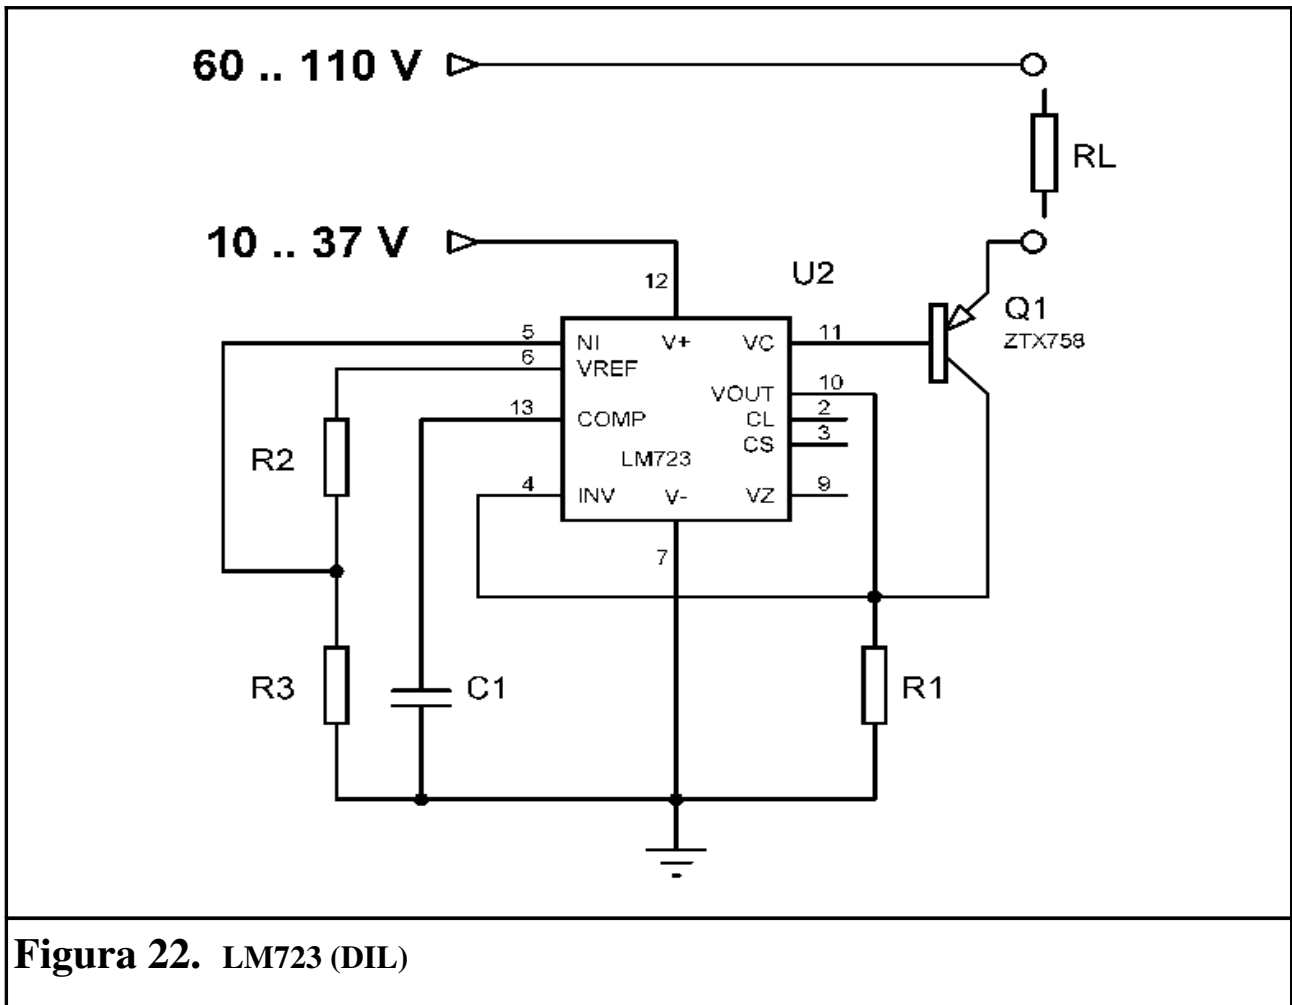 60 .. 110 V
RL
10 .. 37 V
12
U2
Q1
ZTX758
5
NI
V+
VC
11
6
VREF
VOUT
10
13
COMP
CL
2
CS
3
LM723
R2
4
INV
V-
VZ
9
7
R3
C1
R1
Figura 22. LM723 (DIL)